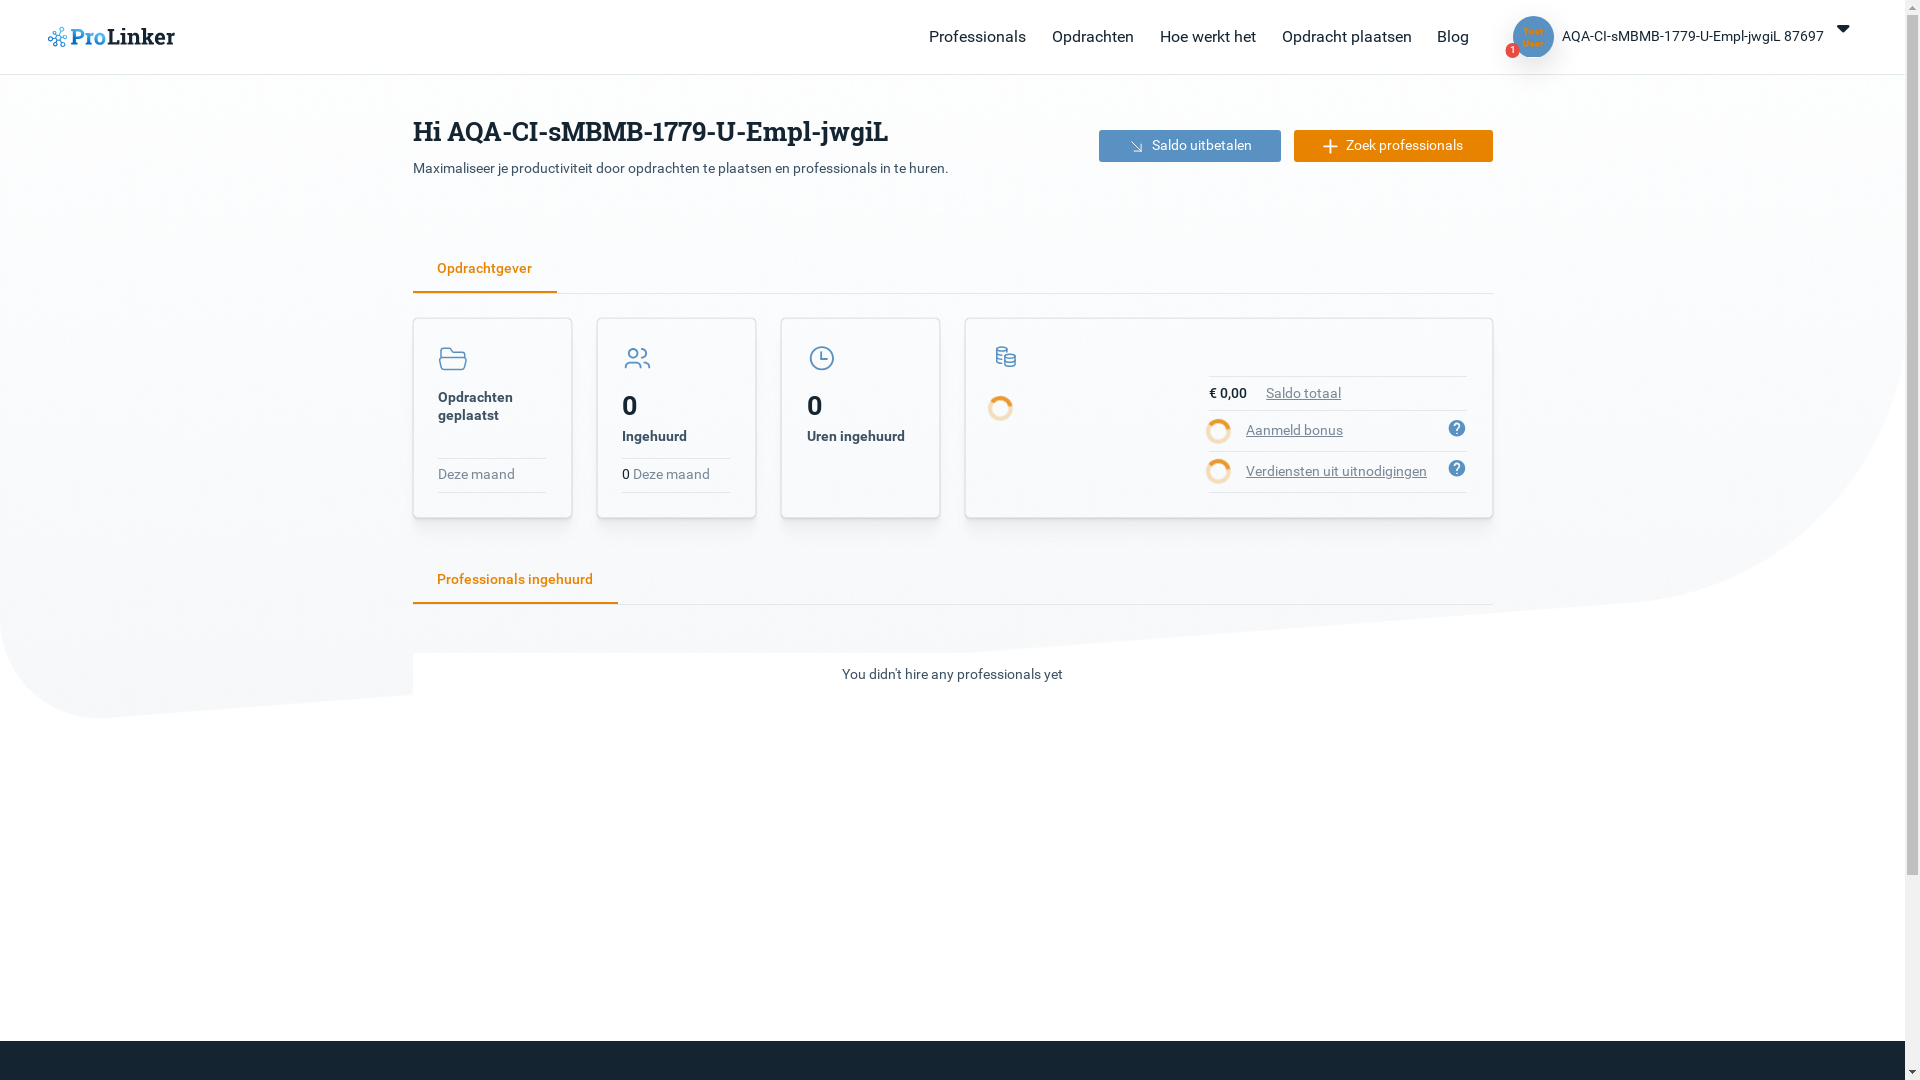 ProLinker
Professionals
Opdrachten
Hoe werkt het
Opdracht plaatsen
Blog
1
AQA-CI-sMBMB-1779-U-Empl-jwgiL 87697
Hi AQA-CI-sMBMB-1779-U-Empl-jwgiL
Maximaliseer je productiviteit door opdrachten te plaatsen en professionals in te huren.
Saldo uitbetalen
Zoek professionals
Opdrachtgever
Opdrachten
geplaatst
Deze maand
0
Ingehuurd
0 Deze maand
0
Uren ingehuurd
€ 0,00 Saldo totaal
Aanmeld bonus
?
Verdiensten uit uitnodigingen
?
Professionals ingehuurd
You didn't hire any professionals yet